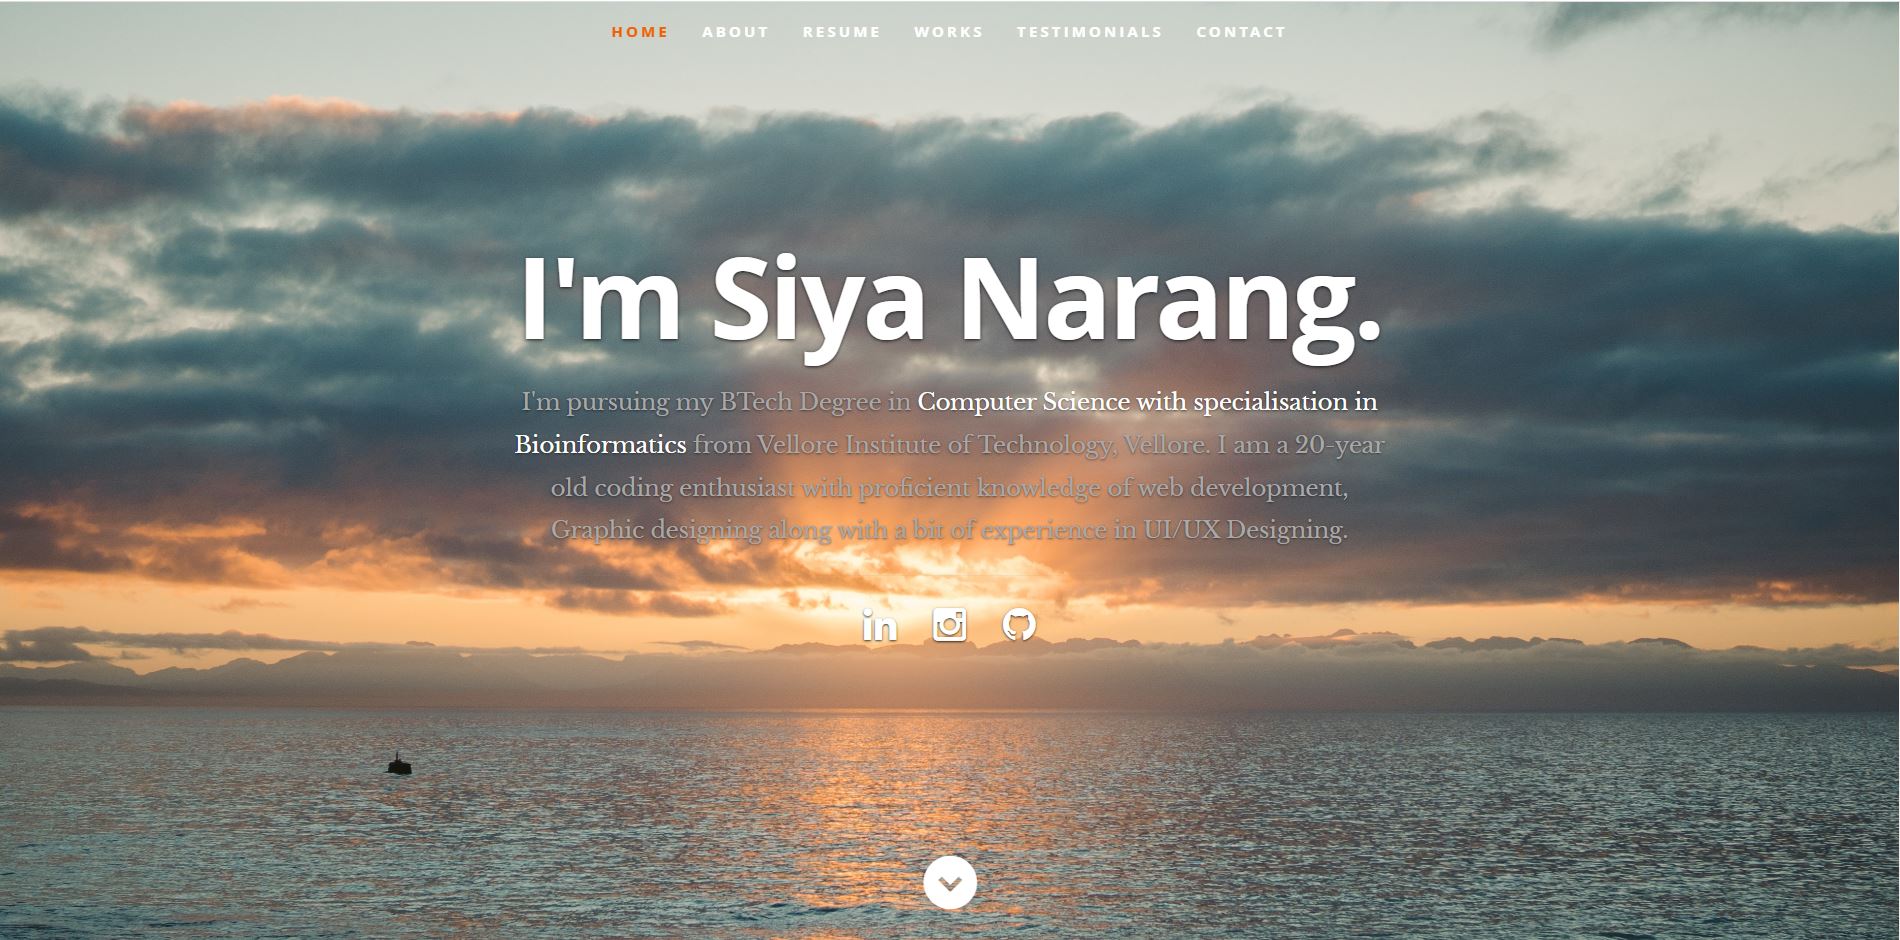 HOME ABOUT RESUME WORKS TESTIMONIALS CONTACT
I'm Siya Narang.
I'm pursuing my BTech Degree in Computer Science with specialisation in
Bioinformatics from Vellore Institute of Technology, Vellore. I am a 20-year
old coding enthusiast with proficient knowledge of web development,
Graphic designing along with a bit of experience in UI/UX Designing.
in